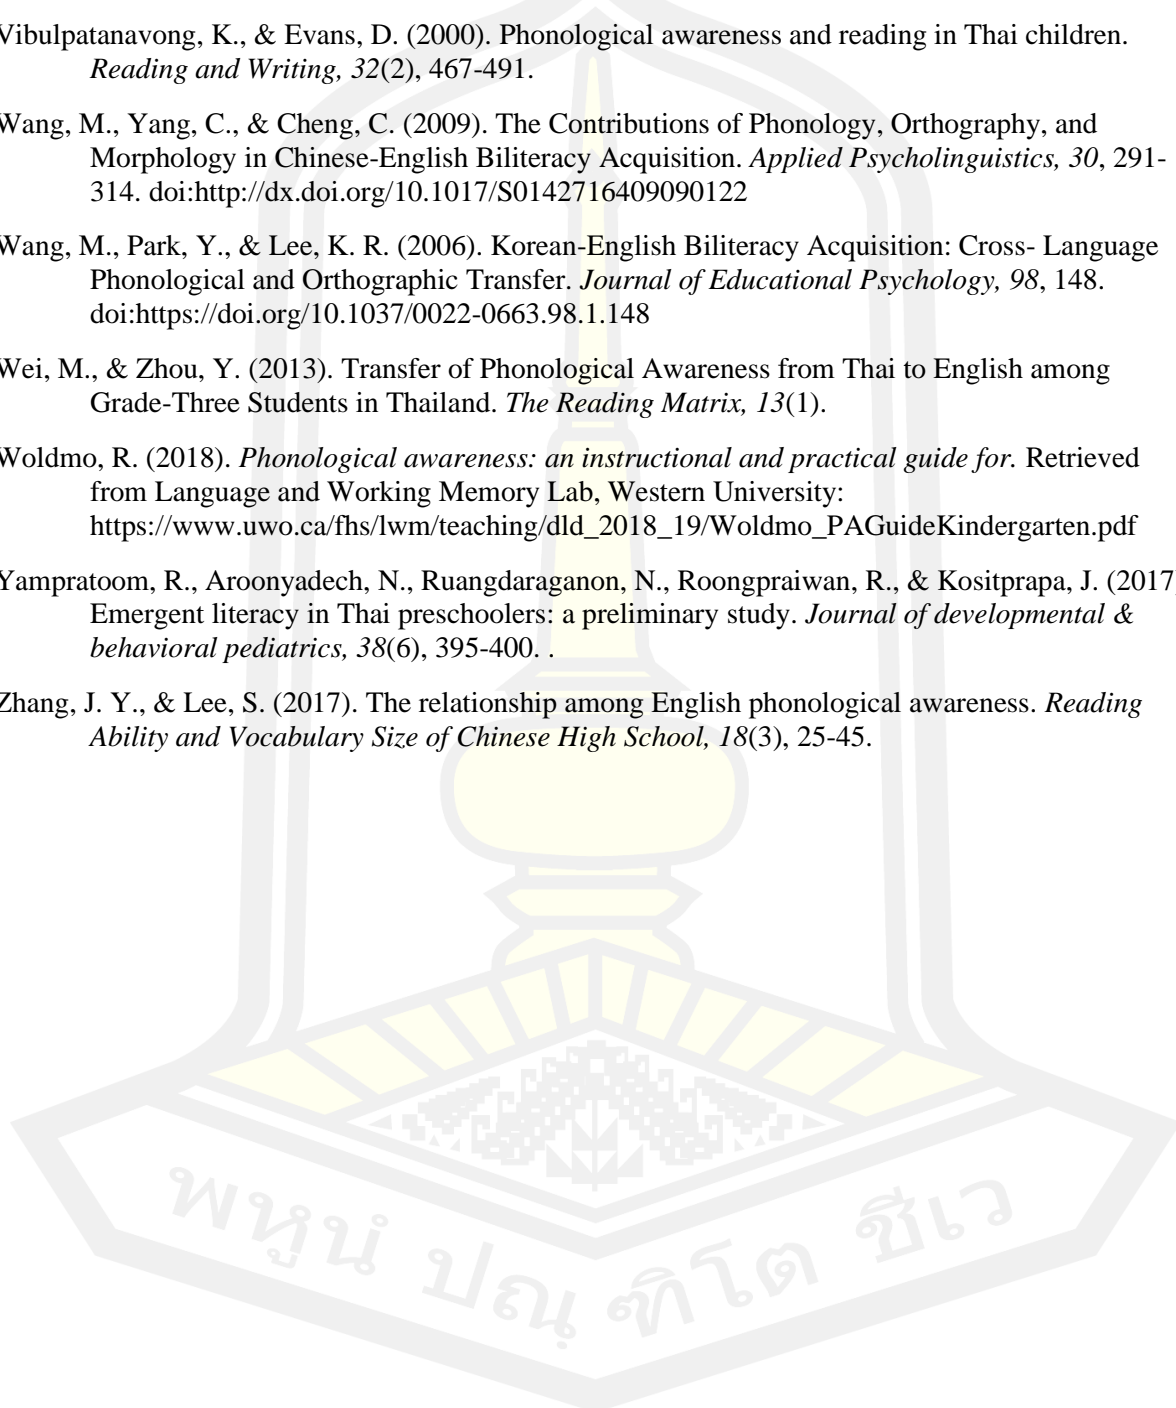 Vibulpatanavong, K., & Evans, D. (2000). Phonological awareness and reading in Thai children.
Reading and Writing, 32(2), 467-491.
Wang, M., Yang, C., & Cheng, C. (2009). The Contributions of Phonology, Orthography, and
Morphology in Chinese-English Biliteracy Acquisition. Applied Psycholinguistics, 30, 291-
314. doi:http://dx.doi.org/10.1017/S0142716409090122
Wang, M., Park, Y., & Lee, K. R. (2006). Korean-English Biliteracy Acquisition: Cross- Language
Phonological and Orthographic Transfer. Journal of Educational Psychology, 98, 148.
doi:https://doi.org/10.1037/0022-0663.98.1.148
Wei, M., & Zhou, Y. (2013). Transfer of Phonological Awareness from Thai to English among
Grade-Three Students in Thailand. The Reading Matrix, 13(1).
Woldmo, R. (2018). Phonological awareness: an instructional and practical guide for. Retrieved
from Language and Working Memory Lab, Western University:
https://www.uwo.ca/fhs/lwm/teaching/dld_2018_19/Woldmo_PAGuideKindergarten.pdf
Yampratoom, R., Aroonyadech, N., Ruangdaraganon, N., Roongpraiwan, R., & Kositprapa, J. (2017
Emergent literacy in Thai preschoolers: a preliminary study. Journal of developmental &
behavioral pediatrics, 38(6), 395-400. .
Zhang, J. Y., & Lee, S. (2017). The relationship among English phonological awareness. Reading
Ability and Vocabulary Size of Chinese High School, 18(3), 25-45.
พหูนํ ปณฺฑิโต ชีเว